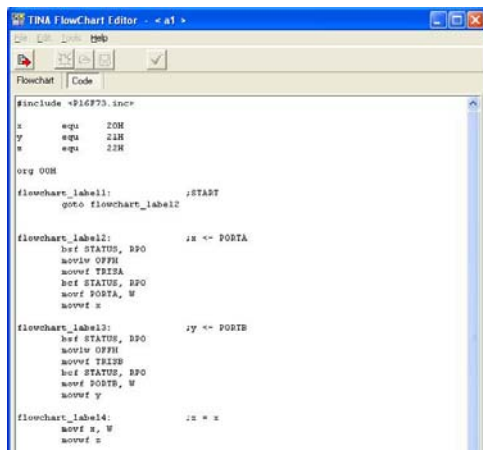 TINA FlowChart Editor - < a1 >
File Edit Tools Help
Flowchart Code
#include <P16F73.inc>
x equ 20H
y equ 21H
z equ 22H
org 00H
flowchart_label1: ;START
goto flowchart_label2
flowchart_label2: ;x <- PORTA
bsf STATUS, RP0
movlw 0FFH
movwf TRISA
bcf STATUS, RP0
movf PORTA, W
movwf x
flowchart_label3: ;y <- PORTB
bsf STATUS, RP0
movlw 0FFH
movwf TRISB
bcf STATUS, RP0
movf PORTB, W
movwf y
flowchart_label4: ;z = x
movf x, W
movwf z